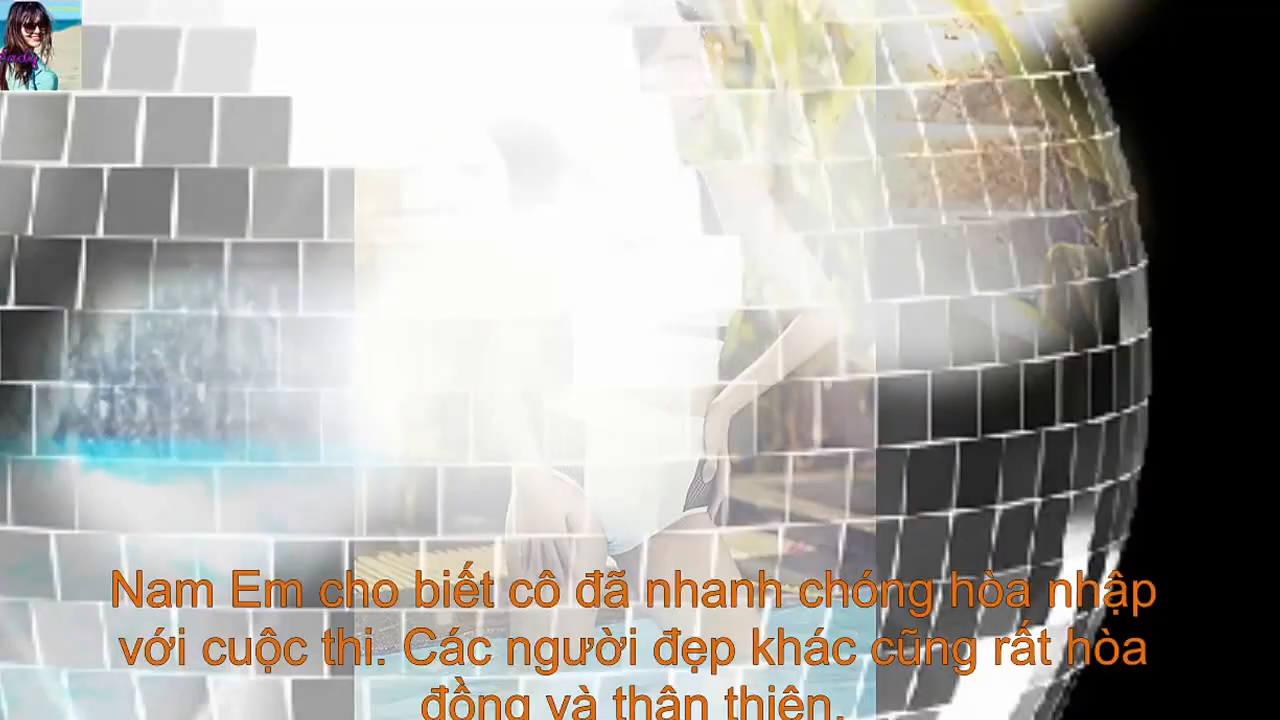 Lady
Nam Em cho biết cô đã nhanh chóng hòa nhập
với cuộc thi. Các người đẹp khác cũng rất hòa
đồng và thân thiện.